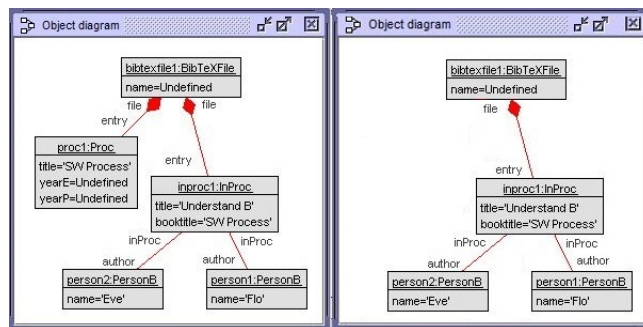 Object diagram
bibtexfile1:BibTeXFile
name=Undefined
file
file
entry
proc1:Proc
title='SW Process'
yearE=Undefined
yearP=Undefined
entry
inproc1:InProc
title='Understand B'
booktitle='SW Process'
inProc
inProc
author
author
person2:PersonB
name='Eve'
person1:PersonB
name='Flo'
Object diagram
bibtexfile1:BibTeXFile
name=Undefined
file
entry
inproc1:InProc
title='Understand B'
booktitle='SW Process'
inProc
inProc
author
author
person2:PersonB
name='Eve'
person1:PersonB
name='Flo'